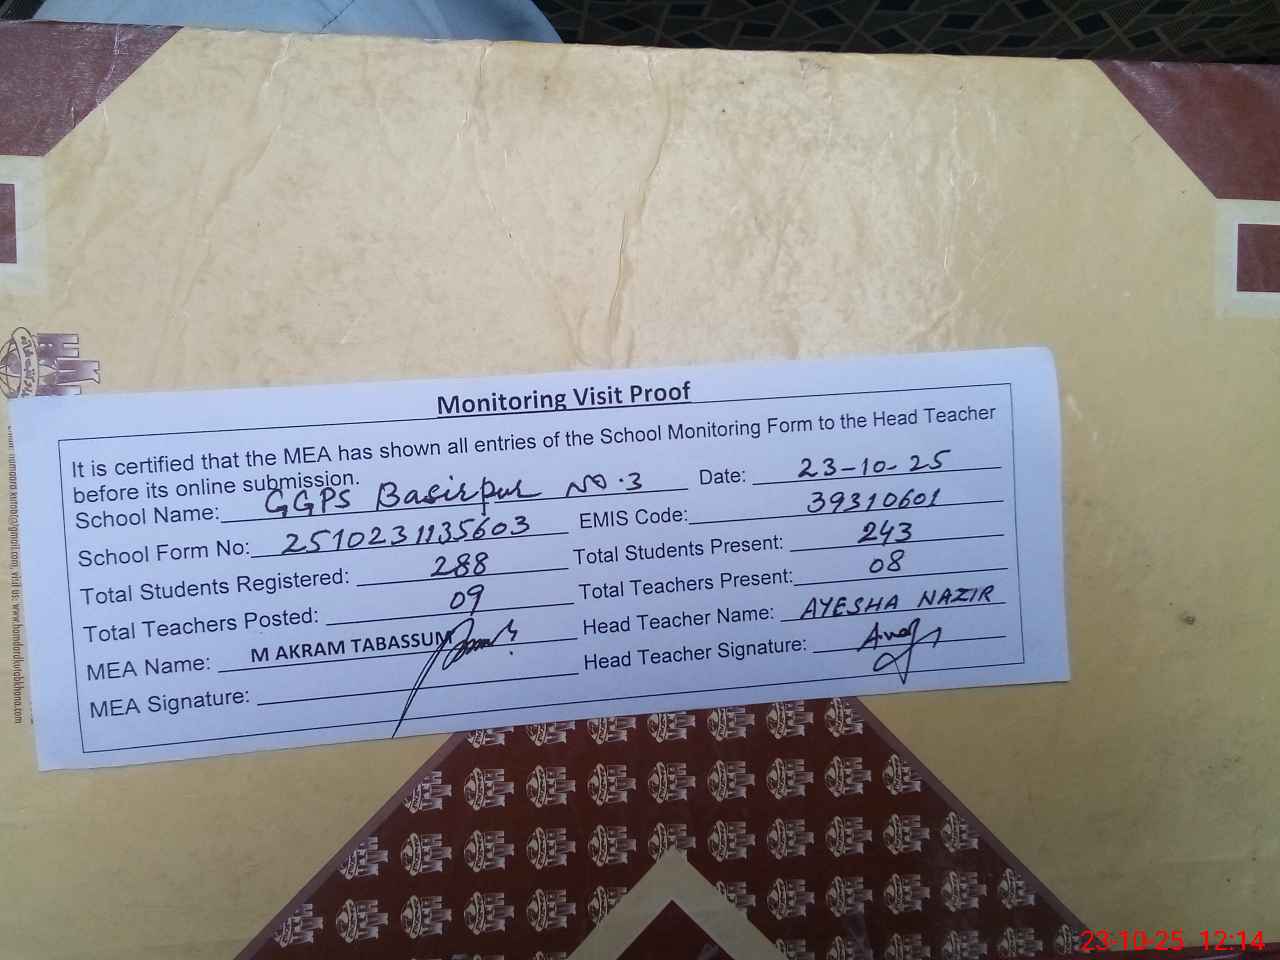 Monitoring Visit Proof
It is certified that the MEA has shown all entries of the School Monitoring Form to the Head Teacher
before its online submission.
School Name: GGPS Basirpur NO.3 Date: 23-10-25
School Form No: 2510231135603 EMIS Code: 39310601
Total Students Registered: 288 Total Students Present: 243
Total Teachers Posted: 09 Total Teachers Present: 08
MEA Name: M AKRAM TABASSUM Head Teacher Name: AYESHA NAZIR
MEA Signature: Head Teacher Signature:
23-10-25 12:14